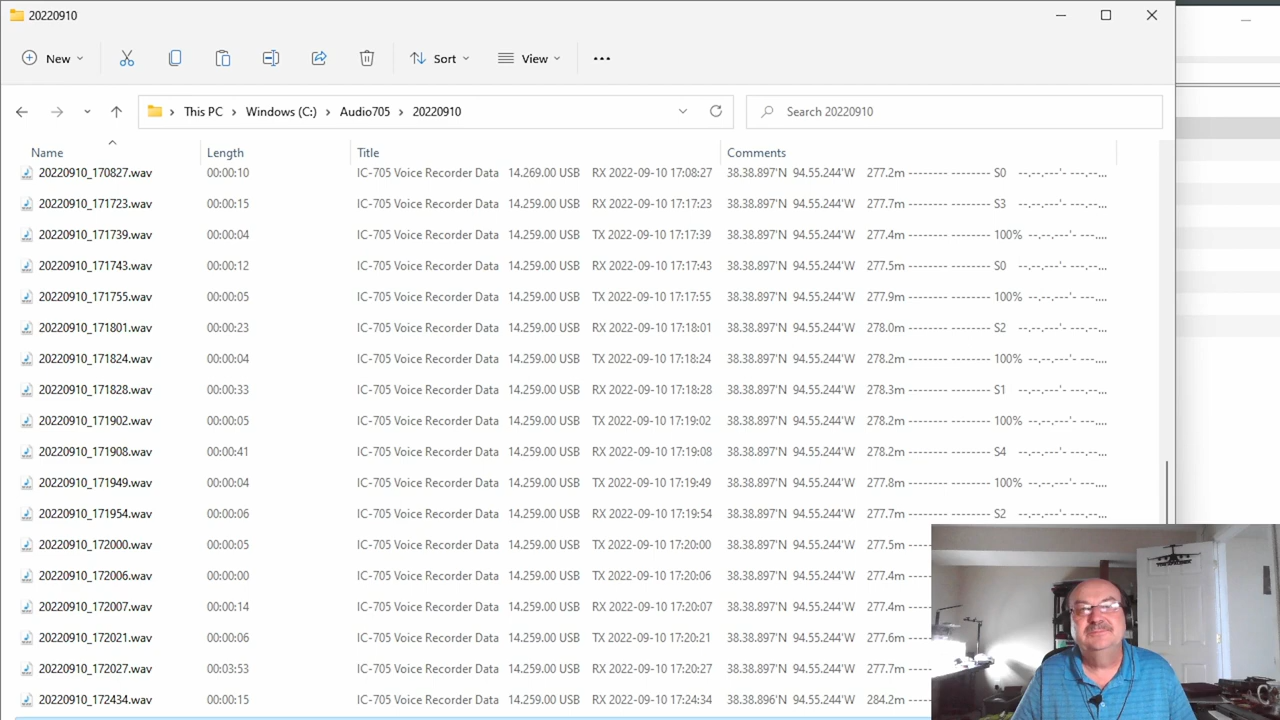 20220910
New Sort View
This PC Windows (C:) Audio705 20220910 Search 20220910
Name Length Title Comments
20220910_170827.wav 00:00:10 IC-705 Voice Recorder Data 14.269.00 USB RX 2022-09-10 17:08:27 38.38.897'N 94.55.244'W 277.2m -------- -------- S0 --,--,---'- ---,--...
20220910_171723.wav 00:00:15 IC-705 Voice Recorder Data 14.259.00 USB RX 2022-09-10 17:17:23 38.38.897'N 94.55.244'W 277.7m -------- -------- S3 --,--,---'- ---,--...
20220910_171739.wav 00:00:04 IC-705 Voice Recorder Data 14.259.00 USB TX 2022-09-10 17:17:39 38.38.897'N 94.55.244'W 277.4m -------- -------- 100% --,--,---'- ---,...
20220910_171743.wav 00:00:12 IC-705 Voice Recorder Data 14.259.00 USB RX 2022-09-10 17:17:43 38.38.897'N 94.55.244'W 277.5m -------- -------- S0 --,--,---'- ---,--...
20220910_171755.wav 00:00:05 IC-705 Voice Recorder Data 14.259.00 USB TX 2022-09-10 17:17:55 38.38.897'N 94.55.244'W 277.9m -------- -------- 100% --,--,---'- ---,...
20220910_171801.wav 00:00:23 IC-705 Voice Recorder Data 14.259.00 USB RX 2022-09-10 17:18:01 38.38.897'N 94.55.244'W 278.0m -------- -------- S2 --,--,---'- ---,--...
20220910_171824.wav 00:00:04 IC-705 Voice Recorder Data 14.259.00 USB TX 2022-09-10 17:18:24 38.38.897'N 94.55.244'W 278.2m -------- -------- 100% --,--,---'- ---,...
20220910_171828.wav 00:00:33 IC-705 Voice Recorder Data 14.259.00 USB RX 2022-09-10 17:18:28 38.38.897'N 94.55.244'W 278.3m -------- -------- S1 --,--,---'- ---,--...
20220910_171902.wav 00:00:05 IC-705 Voice Recorder Data 14.259.00 USB TX 2022-09-10 17:19:02 38.38.897'N 94.55.244'W 278.2m -------- -------- 100% --,--,---'- ---,...
20220910_171908.wav 00:00:41 IC-705 Voice Recorder Data 14.259.00 USB RX 2022-09-10 17:19:08 38.38.897'N 94.55.244'W 278.2m -------- -------- S4 --,--,---'- ---,--...
20220910_171949.wav 00:00:04 IC-705 Voice Recorder Data 14.259.00 USB TX 2022-09-10 17:19:49 38.38.897'N 94.55.244'W 277.8m -------- -------- 100% --,--,---'- ---,...
20220910_171954.wav 00:00:06 IC-705 Voice Recorder Data 14.259.00 USB RX 2022-09-10 17:19:54 38.38.897'N 94.55.244'W 277.7m -------- -------- S2 --,--,---'- ---,--...
20220910_172000.wav 00:00:05 IC-705 Voice Recorder Data 14.259.00 USB TX 2022-09-10 17:20:00 38.38.897'N 94.55.244'W 277.5m ----
20220910_172006.wav 00:00:00 IC-705 Voice Recorder Data 14.259.00 USB TX 2022-09-10 17:20:06 38.38.897'N 94.55.244'W 277.4m ----
20220910_172007.wav 00:00:14 IC-705 Voice Recorder Data 14.259.00 USB RX 2022-09-10 17:20:07 38.38.897'N 94.55.244'W 277.4m ----
20220910_172021.wav 00:00:06 IC-705 Voice Recorder Data 14.259.00 USB TX 2022-09-10 17:20:21 38.38.897'N 94.55.244'W 277.6m ----
20220910_172027.wav 00:03:53 IC-705 Voice Recorder Data 14.259.00 USB RX 2022-09-10 17:20:27 38.38.897'N 94.55.244'W 277.7m ----
20220910_172434.wav 00:00:15 IC-705 Voice Recorder Data 14.259.00 USB RX 2022-09-10 17:24:34 38.38.896'N 94.55.244'W 284.2m ----